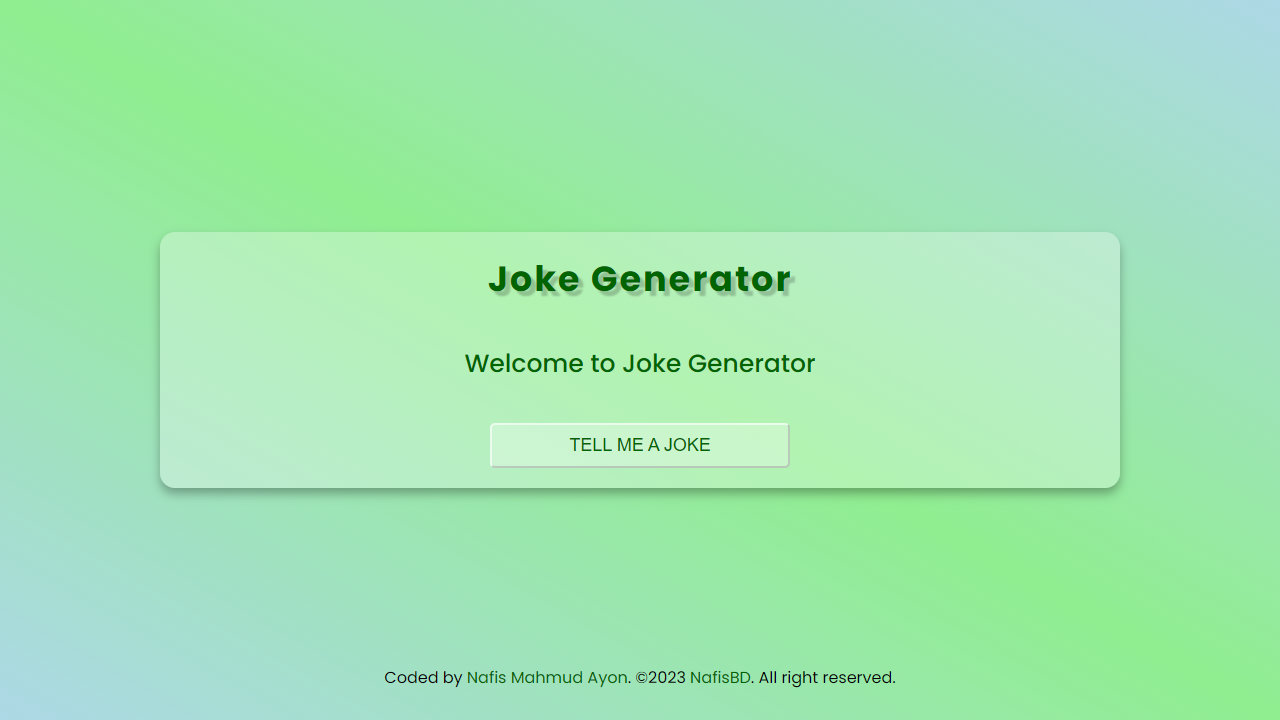 Joke Generator
Welcome to Joke Generator
TELL ME A JOKE
Coded by Nafis Mahmud Ayon. ©2023 NafisBD. All right reserved.